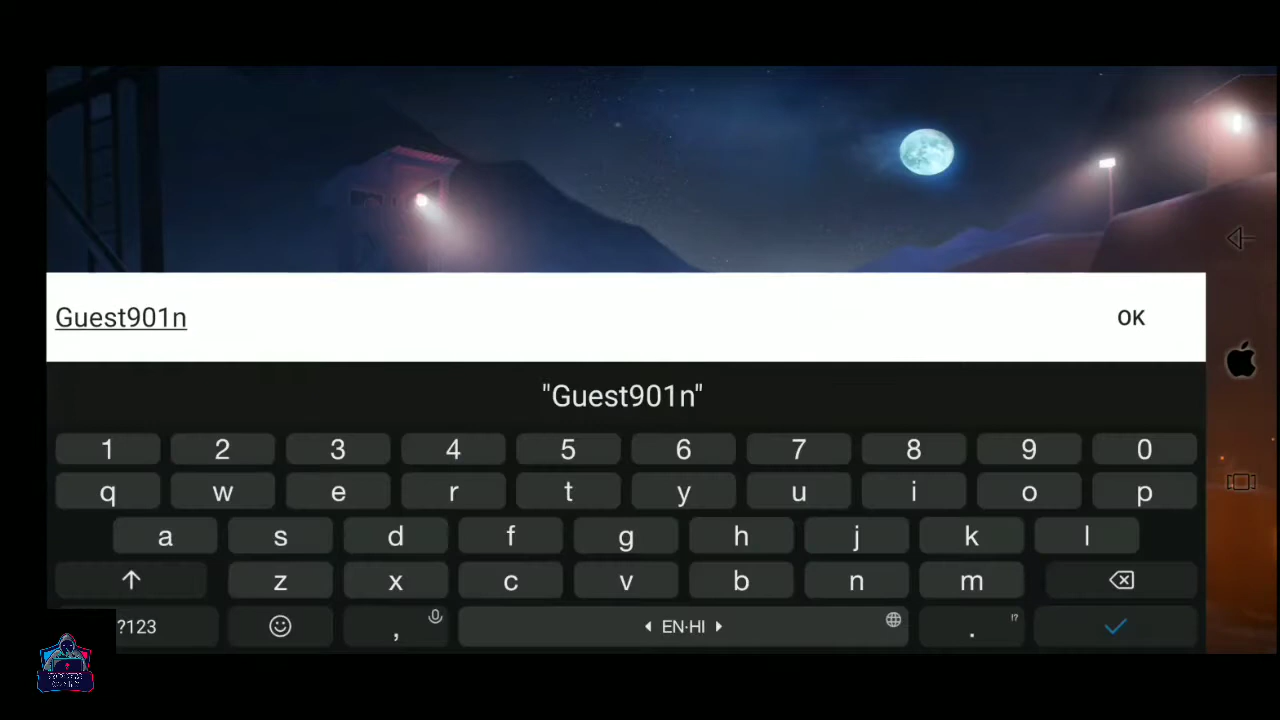 Guest901n
OK
"Guest901n"
1 2 3 4 5 6 7 8 9 0
q w e r t y u i o p
a s d f g h j k l
z x c v b n m
?123 , EN·HI . !?